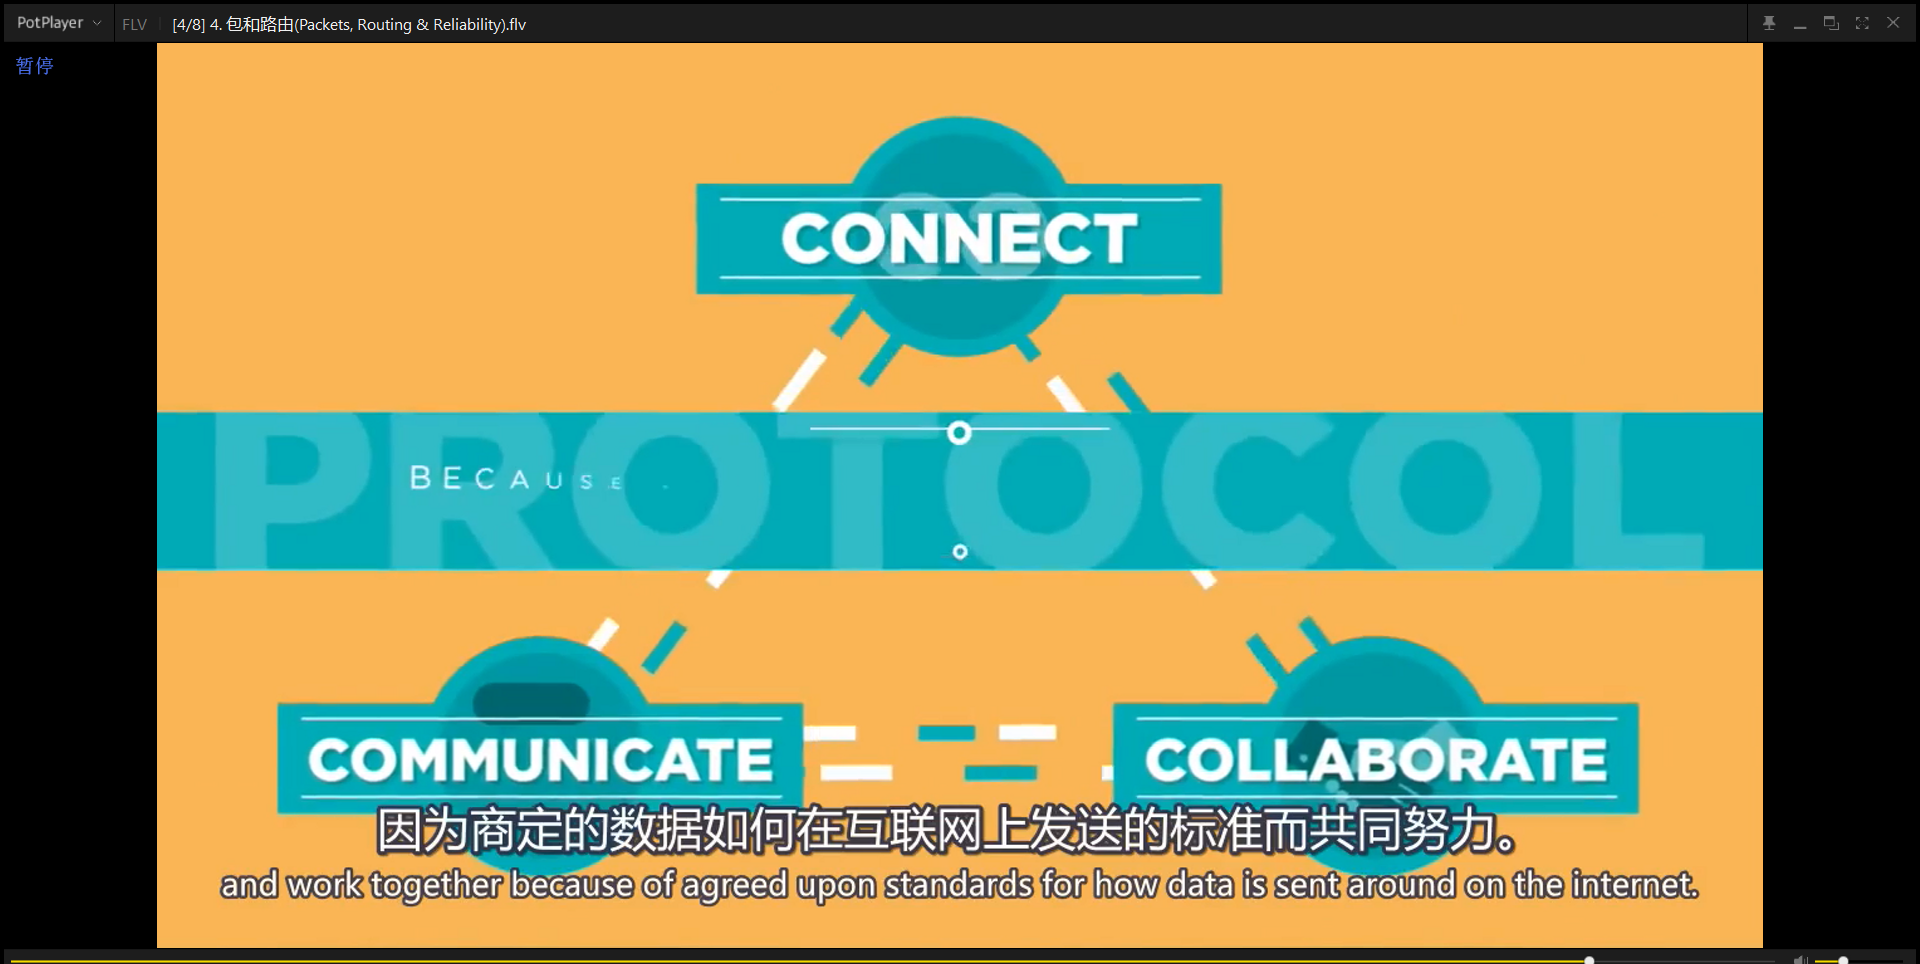 PotPlayer
FLV
[4/8] 4. 包和路由(Packets, Routing & Reliability).flv
暂停
CONNECT
PROTOCOL
BECAUSE
COMMUNICATE
COLLABORATE
因为商定的数据如何在互联网上发送的标准而共同努力。
and work together because of agreed upon standards for how data is sent around on the internet.